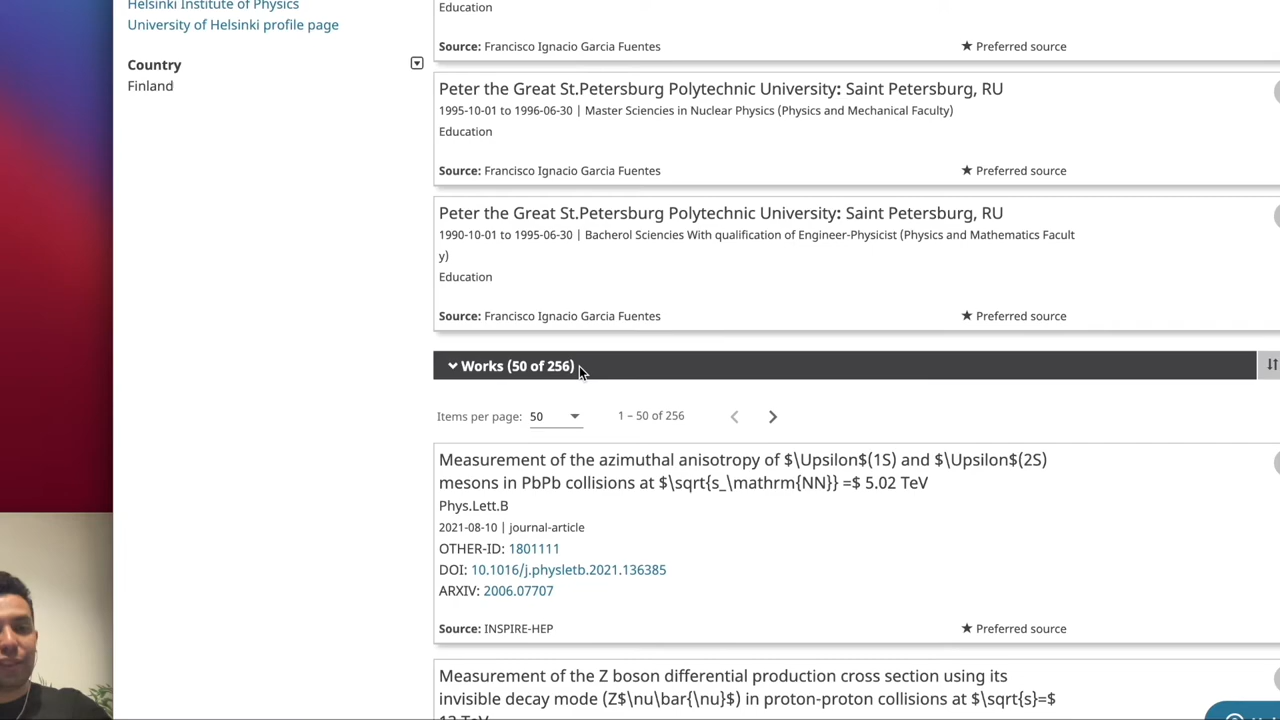 Helsinki Institute of Physics
University of Helsinki profile page
Country
Finland
Education
Source: Francisco Ignacio Garcia Fuentes
★ Preferred source
Peter the Great St.Petersburg Polytechnic University: Saint Petersburg, RU
1995-10-01 to 1996-06-30 | Master Sciencies in Nuclear Physics (Physics and Mechanical Faculty)
Education
Source: Francisco Ignacio Garcia Fuentes
★ Preferred source
Peter the Great St.Petersburg Polytechnic University: Saint Petersburg, RU
1990-10-01 to 1995-06-30 | Bacherol Sciencies With qualification of Engineer-Physicist (Physics and Mathematics Facult
y)
Education
Source: Francisco Ignacio Garcia Fuentes
★ Preferred source
Works (50 of 256)
Items per page: 50
1 – 50 of 256
Measurement of the azimuthal anisotropy of $\Upsilon$(1S) and $\Upsilon$(2S)
mesons in PbPb collisions at $\sqrt{s_\mathrm{NN}} =$ 5.02 TeV
Phys.Lett.B
2021-08-10 | journal-article
OTHER-ID: 1801111
DOI: 10.1016/j.physletb.2021.136385
ARXIV: 2006.07707
Source: INSPIRE-HEP
★ Preferred source
Measurement of the Z boson differential production cross section using its
invisible decay mode (Z$\nu\bar{\nu}$) in proton-proton collisions at $\sqrt{s}=$
13 TeV